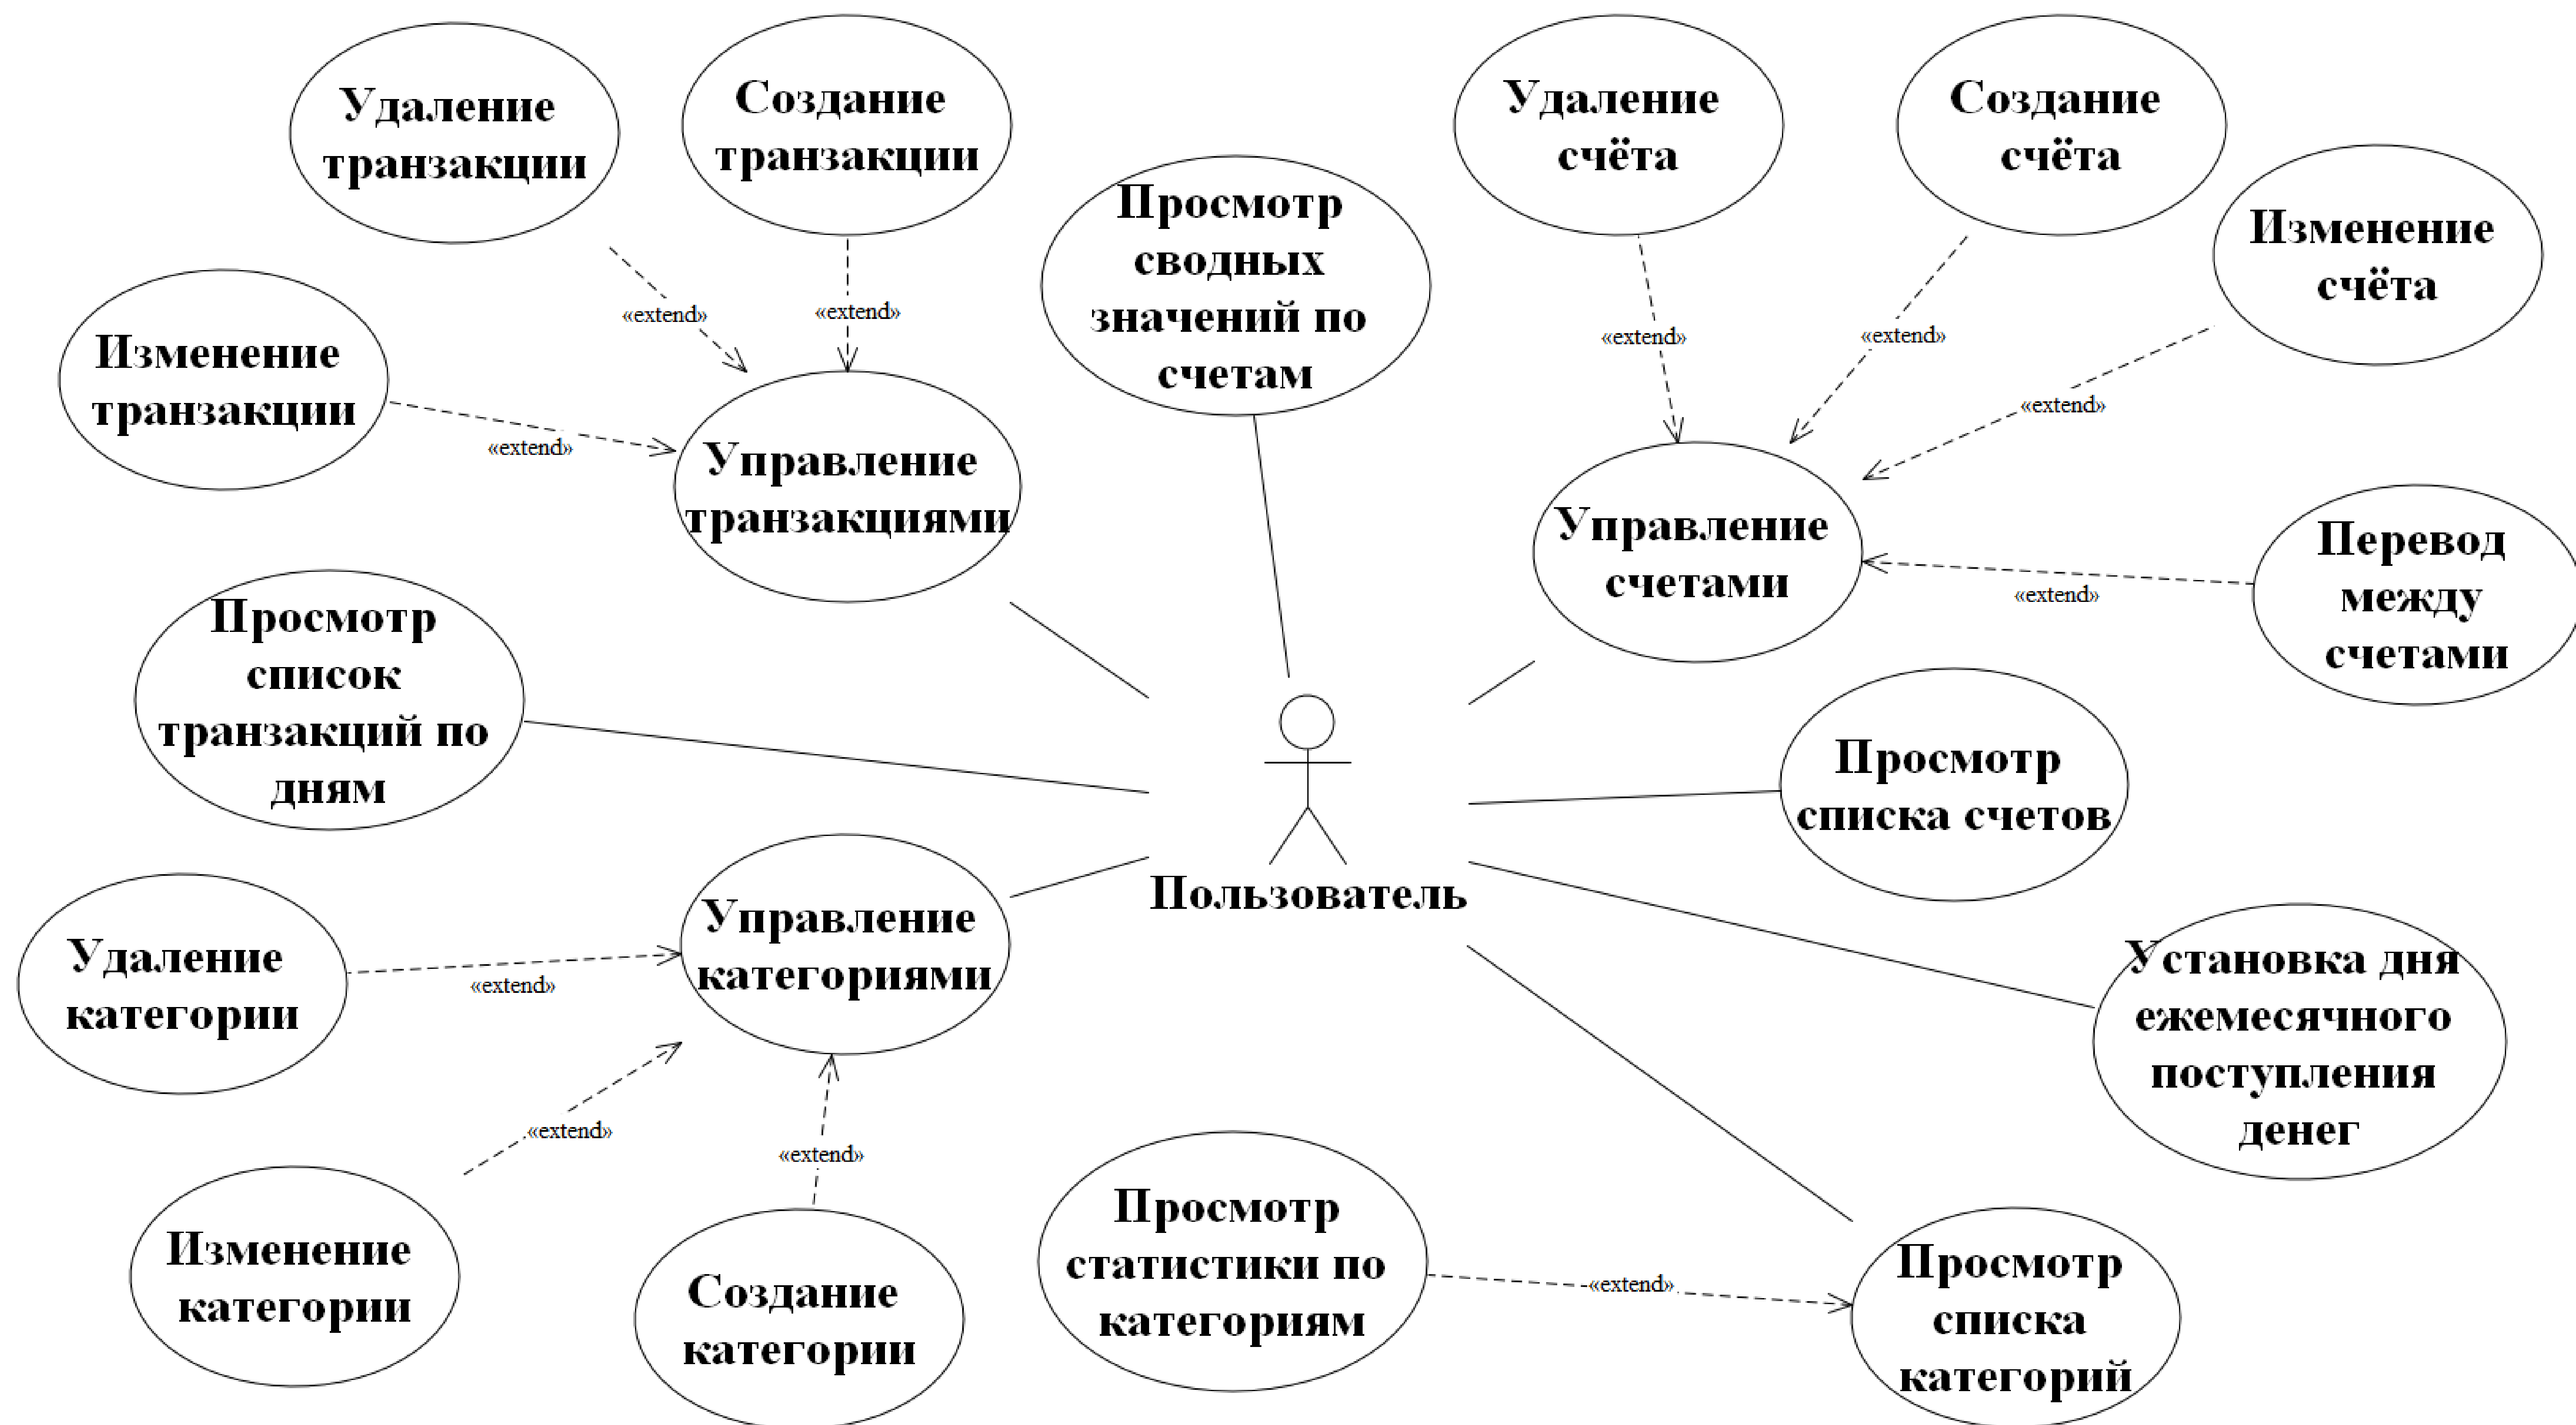 Удаление
транзакции
Создание
транзакции
Просмотр
сводных
значений по
счетам
Удаление
счёта
Создание
счёта
Изменение
счёта
Изменение
транзакции
«extend»
«extend»
«extend»
Управление
транзакциями
«extend»
«extend»
«extend»
«extend»
Управление
счетами
Перевод
между
счетами
Просмотр
список
транзакций по
дням
Пользователь
Просмотр
списка счетов
Удаление
категории
«extend»
Управление
категориями
Установка дня
ежемесячного
поступления
денег
«extend»
«extend»
Изменение
категории
Создание
категории
Просмотр
статистики по
категориям
«extend»
Просмотр
списка
категорий